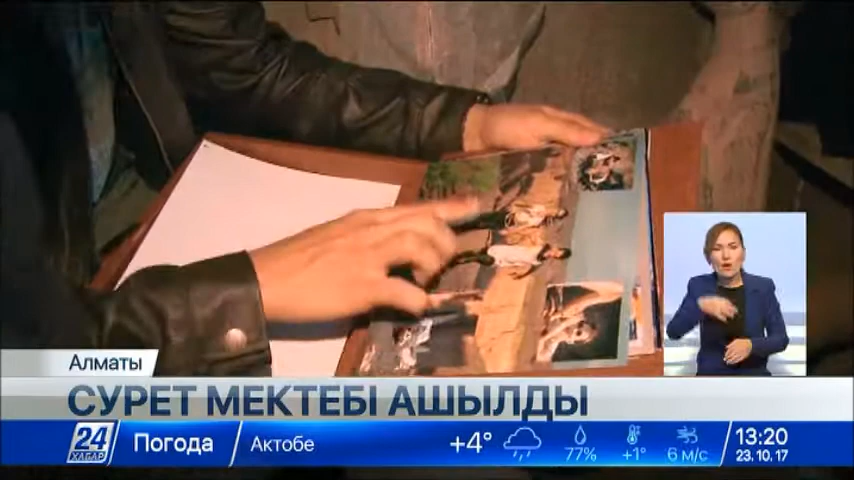 Алматы
СУРЕТ МЕКТЕБІ АШЫЛДЫ
24
ХАБАР
Погода
Актобе
+4°
77%
+1°
6 м/с
13:20
23.10.17